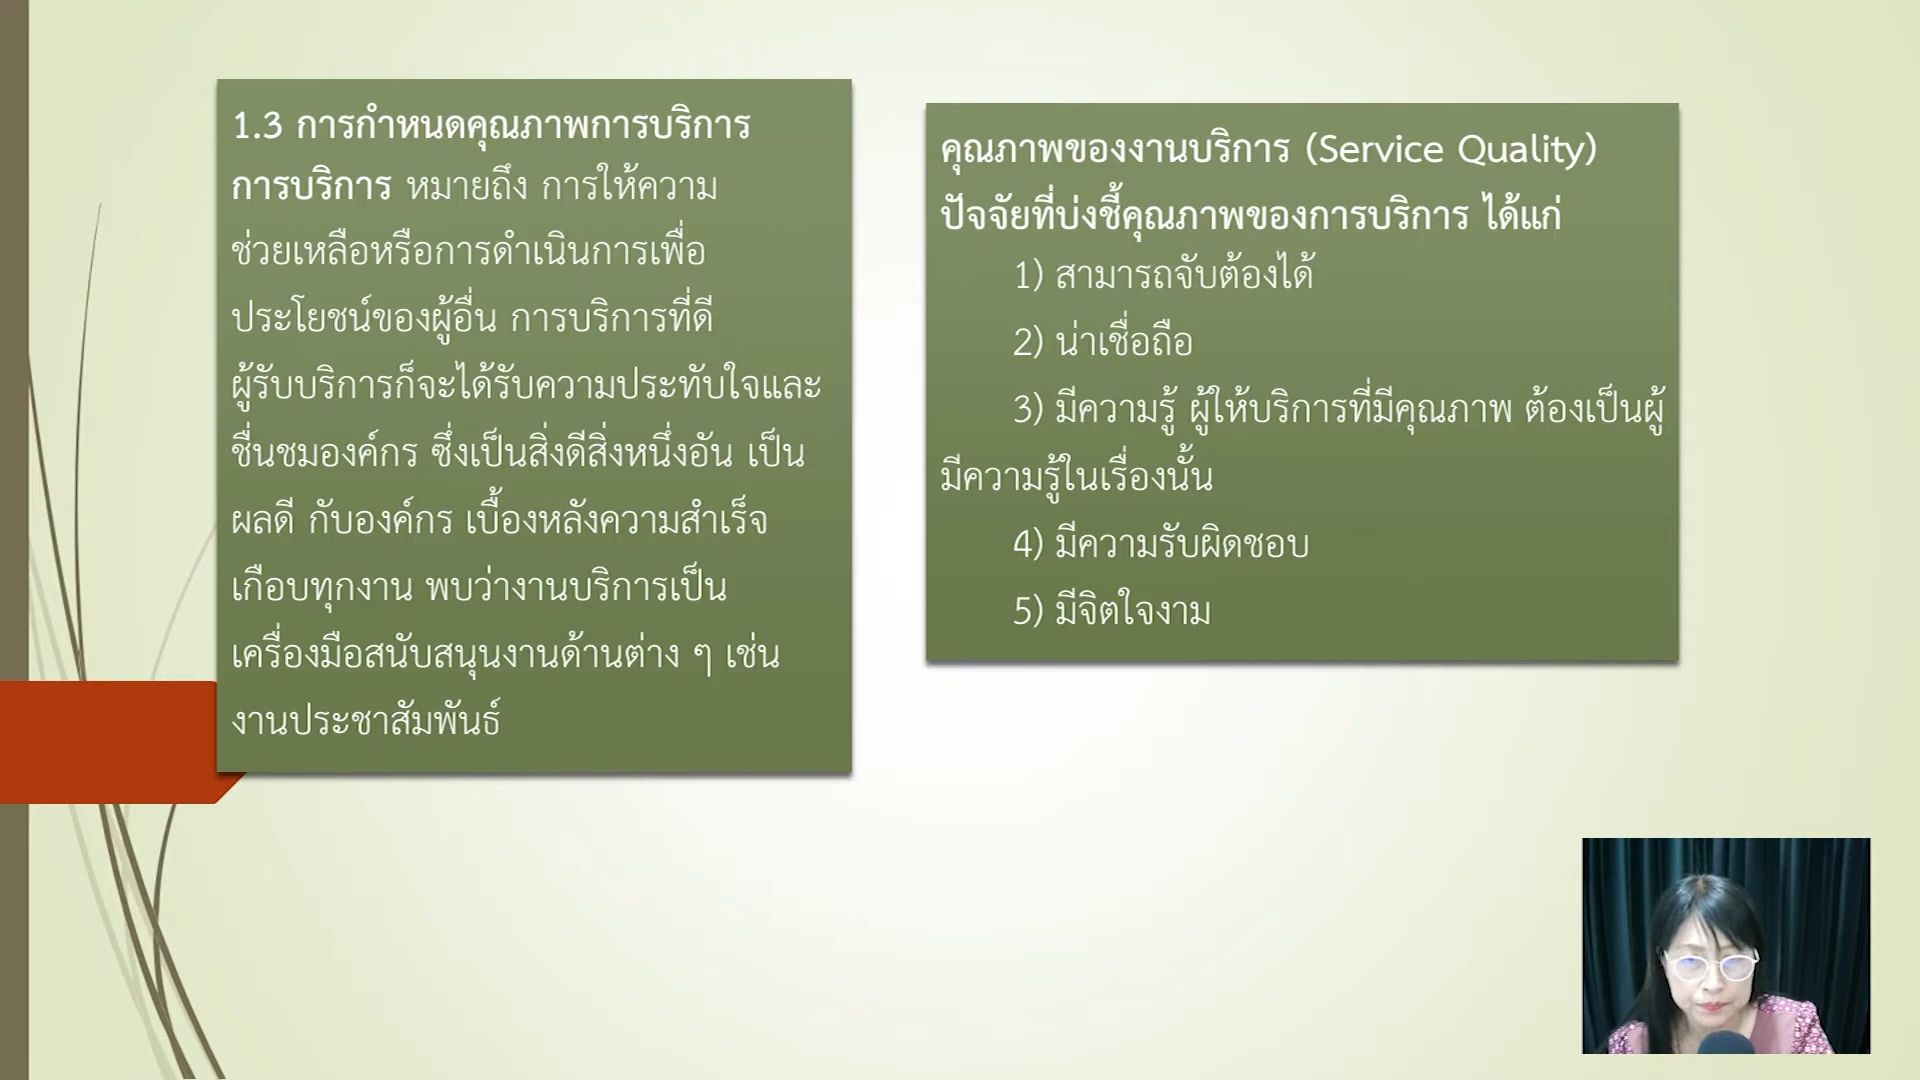 1.3 การกำหนดคุณภาพการบริการ
การบริการ หมายถึง การให้ความ
ช่วยเหลือหรือการดำเนินการเพื่อ
ประโยชน์ของผู้อื่น การบริการที่ดี
ผู้รับบริการก็จะได้รับความประทับใจและ
ชื่นชมองค์กร ซึ่งเป็นสิ่งดีสิ่งหนึ่งอัน เป็น
ผลดี กับองค์กร เบื้องหลังความสำเร็จ
เกือบทุกงาน พบว่างานบริการเป็น
เครื่องมือสนับสนุนงานด้านต่าง ๆ เช่น
งานประชาสัมพันธ์
คุณภาพของงานบริการ (Service Quality)
ปัจจัยที่บ่งชี้คุณภาพของการบริการ ได้แก่
1) สามารถจับต้องได้
2) น่าเชื่อถือ
3) มีความรู้ ผู้ให้บริการที่มีคุณภาพ ต้องเป็นผู้
มีความรู้ในเรื่องนั้น
4) มีความรับผิดชอบ
5) มีจิตใจงาม